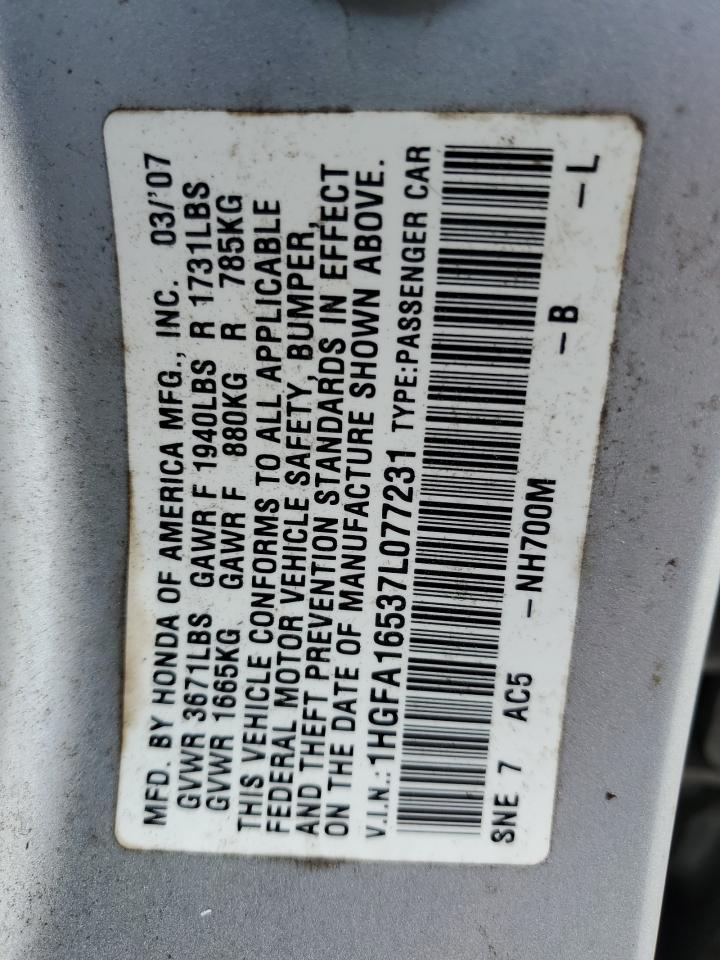 MFD. BY HONDA OF AMERICA MFG., INC. 03/'07
GVWR 3671LBS GAWR F 1940LBS R 1731LBS
GVWR 1665KG GAWR F 880KG R 785KG
THIS VEHICLE CONFORMS TO ALL APPLICABLE
FEDERAL MOTOR VEHICLE SAFETY, BUMPER,
AND THEFT PREVENTION STANDARDS IN EFFECT
ON THE DATE OF MANUFACTURE SHOWN ABOVE.
V.I.N.: 1HGFA16537L077231 TYPE:PASSENGER CAR
SNE 7 AC5 -NH700M -B -L